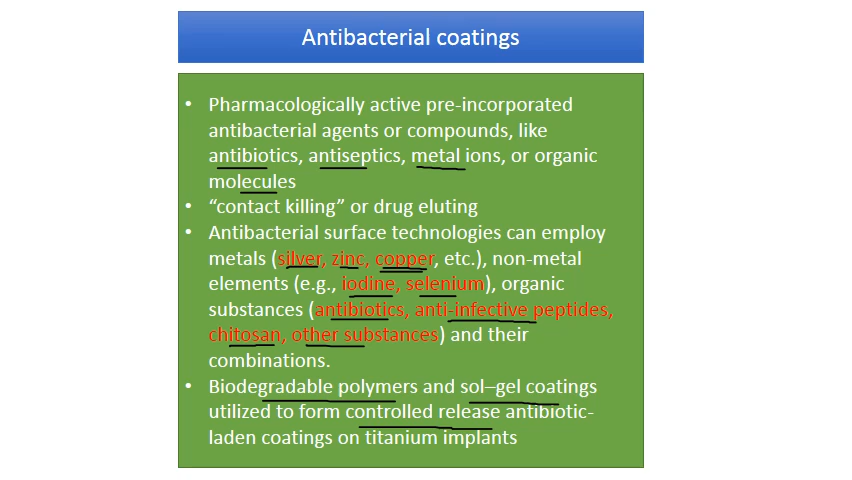 Antibacterial coatings
• Pharmacologically active pre-incorporated
antibacterial agents or compounds, like
antibiotics, antiseptics, metal ions, or organic
molecules
• “contact killing” or drug eluting
• Antibacterial surface technologies can employ
metals (silver, zinc, copper, etc.), non-metal
elements (e.g., iodine, selenium), organic
substances (antibiotics, anti-infective peptides,
chitosan, other substances) and their
combinations.
• Biodegradable polymers and sol–gel coatings
utilized to form controlled release antibiotic-
laden coatings on titanium implants